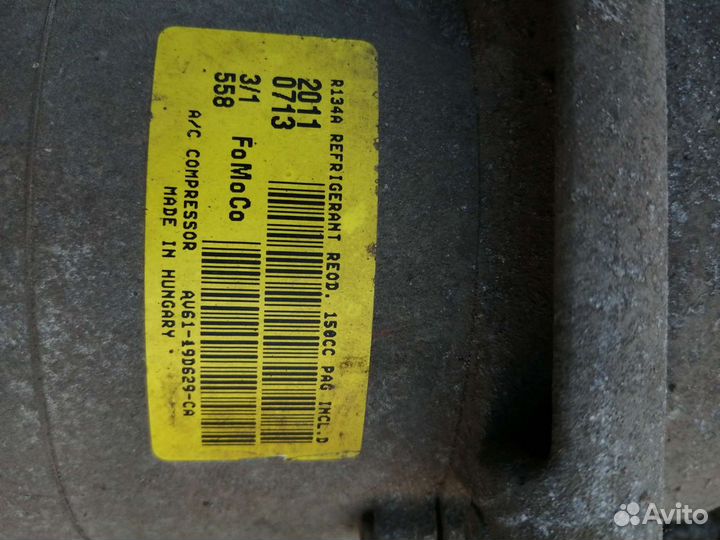 R134A REFRIGERANT REQD. 150CC PAG INCL.D
2011
0713
3/1
558
FoMoCo
A/C COMPRESSOR AV61-19D629-CA
MADE IN HUNGARY
Avito